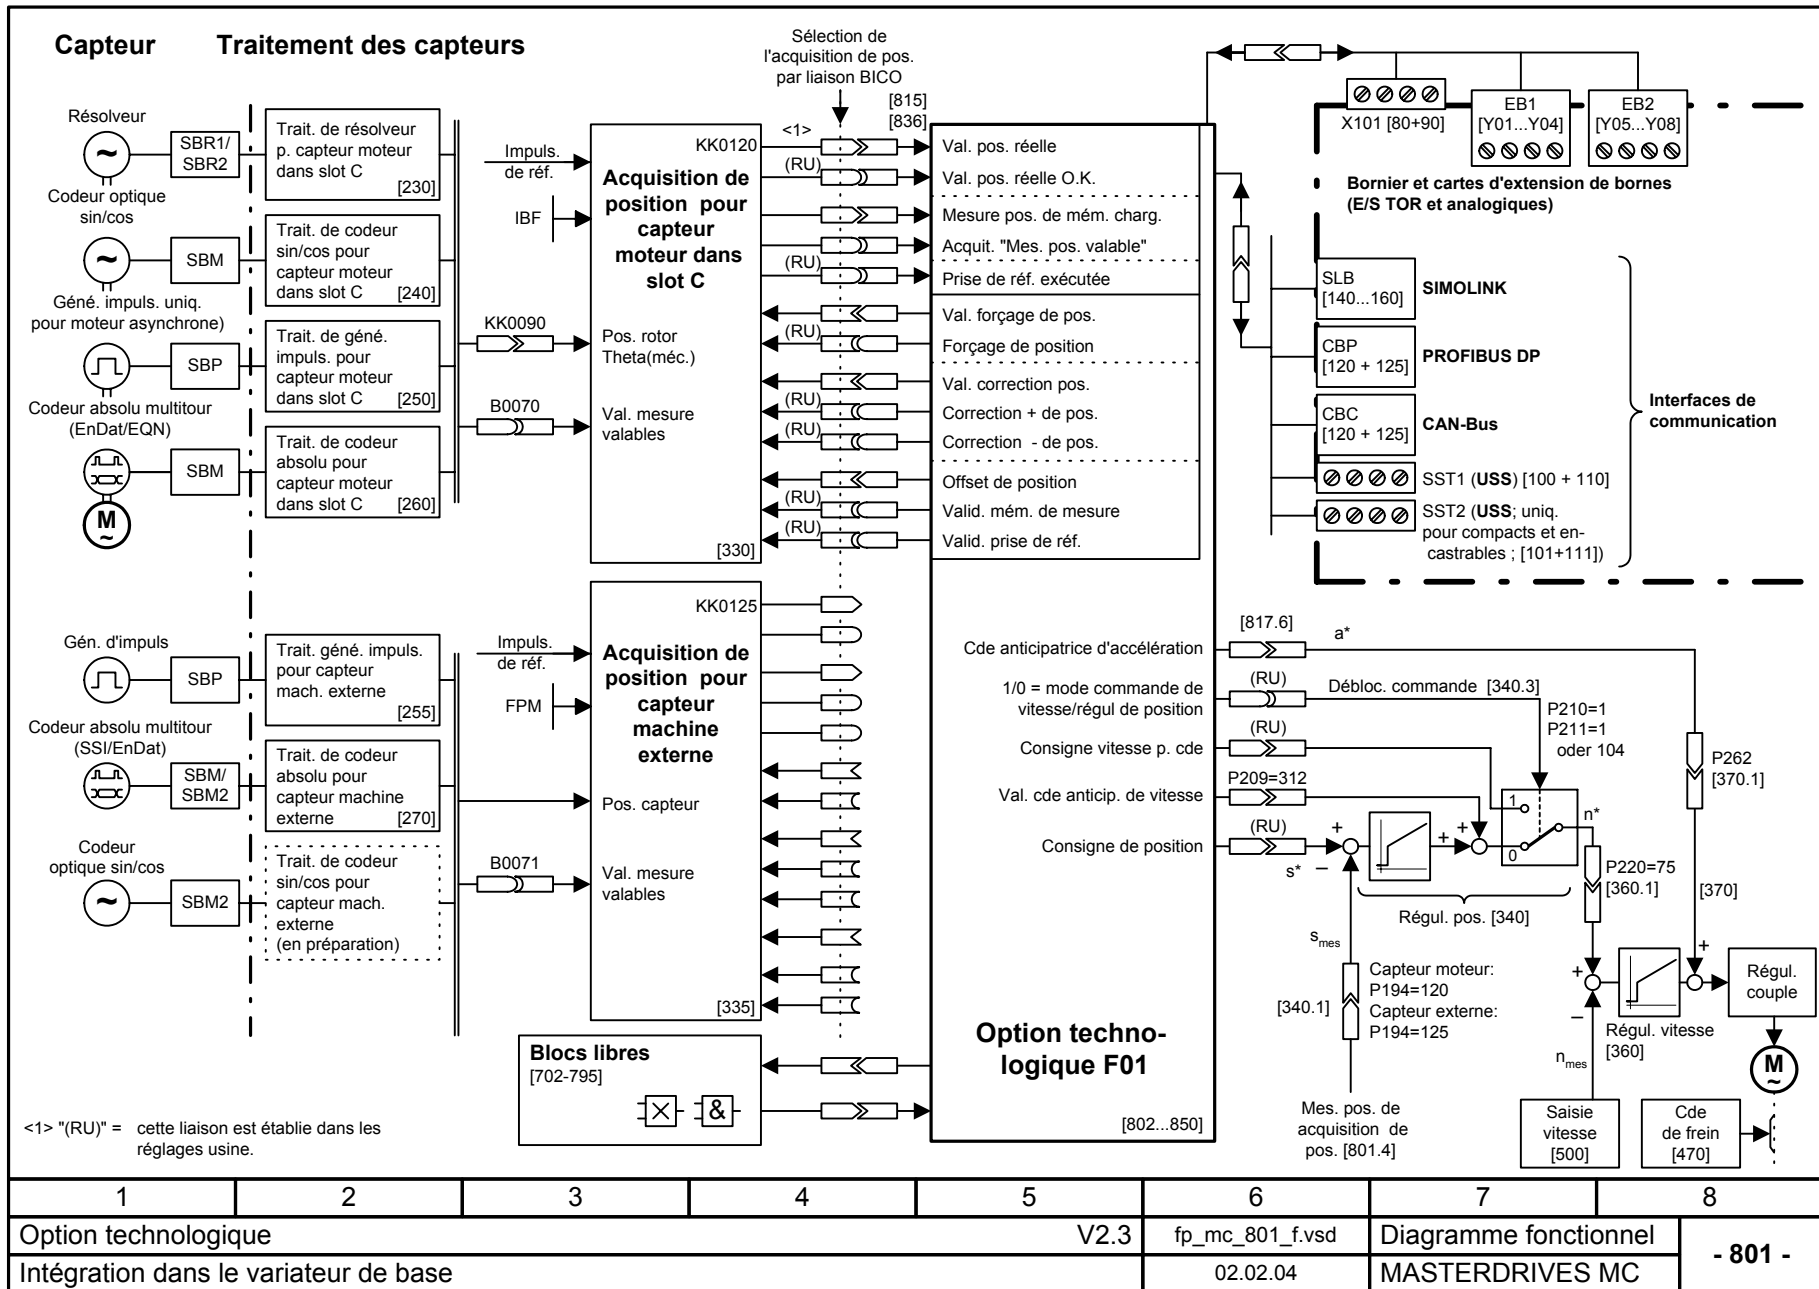 Capteur
Traitement des capteurs
Sélection de
l'acquisition de pos.
par liaison BICO
[815]
[836]
Résolveur
~
SBR1/
SBR2
Codeur optique
sin/cos
~
SBM
Géné. impuls. uniq.
pour moteur asynchrone)
SBP
Codeur absolu multitour
(EnDat/EQN)
SBM
M
~
Trait. de résolveur
p. capteur moteur
dans slot C
[230]
Trait. de codeur
sin/cos pour
capteur moteur
dans slot C [240]
Trait. de géné.
impuls. pour
capteur moteur
dans slot C [250]
Trait. de codeur
absolu pour
capteur moteur
dans slot C [260]
Impuls.
de réf.
IBF
KK0090
B0070
KK0120
Acquisition de
position pour
capteur
moteur dans
slot C
Pos. rotor
Theta(méc.)
Val. mesure
valables
[330]
<1>
(RU)
(RU)
(RU)
(RU)
(RU)
(RU)
(RU)
Val. pos. réelle
Val. pos. réelle O.K.
Mesure pos. de mém. charg.
Acquit. "Mes. pos. valable"
Prise de réf. exécutée
Val. forçage de pos.
Forçage de position
Val. correction pos.
Correction + de pos.
Correction - de pos.
Offset de position
Valid. mém. de mesure
Valid. prise de réf.
X101 [80+90]
EB1
[Y01...Y04]
EB2
[Y05...Y08]
Bornier et cartes d'extension de bornes
(E/S TOR et analogiques)
SLB
[140...160]
SIMOLINK
CBP
[120 + 125]
PROFIBUS DP
CBC
[120 + 125]
CAN-Bus
SST1 (USS) [100 + 110]
SST2 (USS; uniq.
pour compacts et en-
castrables ; [101+111])
Interfaces de
communication
Gén. d'impuls
SBP
Codeur absolu multitour
(SSI/EnDat)
SBM/
SBM2
Codeur
optique sin/cos
~
SBM2
Trait. géné. impuls.
pour capteur
mach. externe
[255]
Trait. de codeur
absolu pour
capteur machine
externe [270]
Trait. de codeur
sin/cos pour
capteur mach.
externe
(en préparation)
Impuls.
de réf.
FPM
B0071
KK0125
Acquisition de
position pour
capteur
machine
externe
Pos. capteur
Val. mesure
valables
[335]
Blocs libres
[702-795]
&
Cde anticipatrice d'accélération
1/0 = mode commande de
vitesse/régul de position
Consigne vitesse p. cde
Val. cde anticip. de vitesse
Consigne de position
Option techno-
logique F01
[802...850]
[817.6]
a*
(RU)
Débloc. commande [340.3]
(RU)
P209=312
(RU)
s*
+
–
+
+
P210=1
P211=1
oder 104
1
0
n*
P262
[370.1]
P220=75
[360.1]
[370]
Régul. pos. [340]
smes
[340.1]
Capteur moteur:
P194=120
Capteur externe:
P194=125
Mes. pos. de
acquisition de
pos. [801.4]
+
–
+
nmes
Régul. vitesse
[360]
Régul.
couple
M
~
Saisie
vitesse
[500]
Cde
de frein
[470]
<1> "(RU)" = cette liaison est établie dans les
réglages usine.
1 2 3 4 5 6 7 8
Option technologique V2.3 fp_mc_801_f.vsd Diagramme fonctionnel
- 801 -
Intégration dans le variateur de base 02.02.04 MASTERDRIVES MC